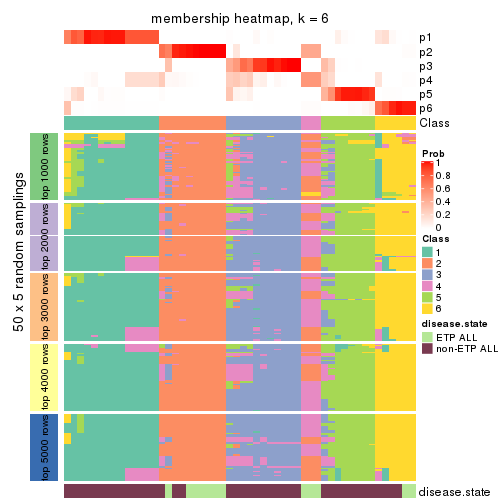 membership heatmap, k = 6
p1
p2
p3
p4
p5
p6
Class
50 x 5 random samplings
top 1000 rows
top 2000 rows
top 3000 rows
top 4000 rows
top 5000 rows
Prob
1
0.8
0.6
0.4
0.2
0
Class
1
2
3
4
5
6
disease.state
ETP ALL
non-ETP ALL
disease.state